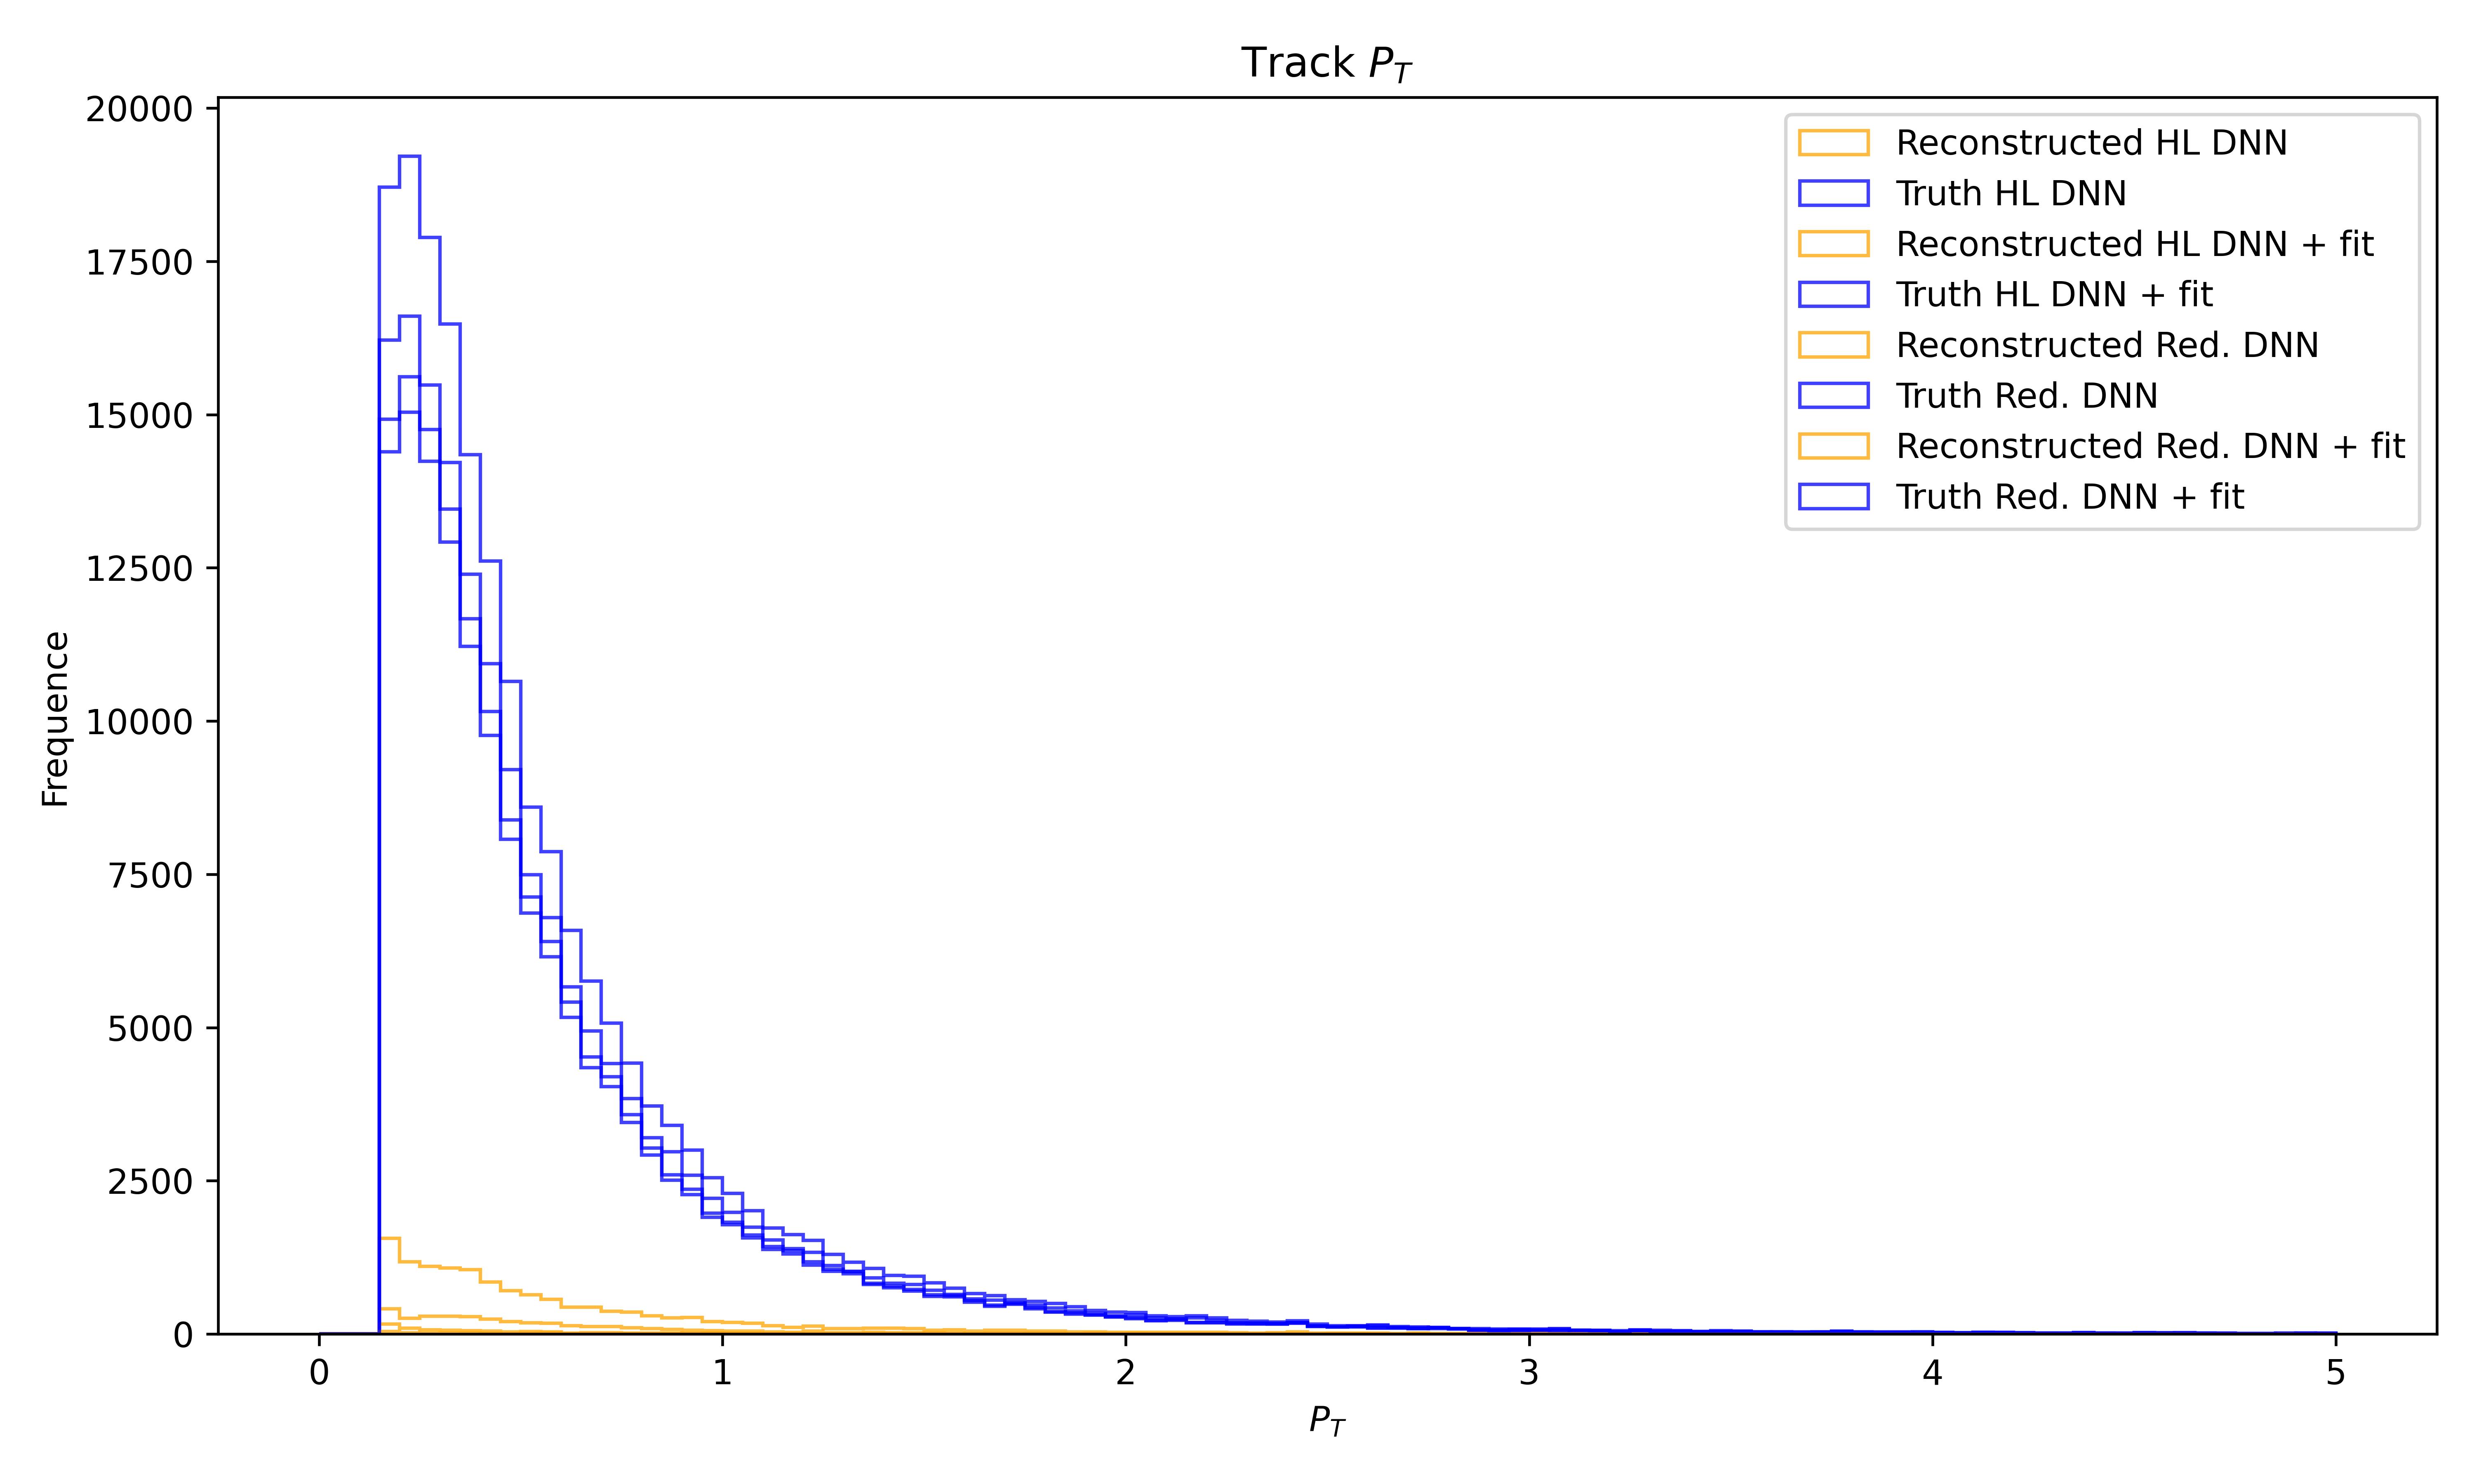 Track P_T
20000
17500
15000
12500
10000
7500
5000
2500
0
Frequence
0 1 2 3 4 5
P_T
Reconstructed HL DNN
Truth HL DNN
Reconstructed HL DNN + fit
Truth HL DNN + fit
Reconstructed Red. DNN
Truth Red. DNN
Reconstructed Red. DNN + fit
Truth Red. DNN + fit